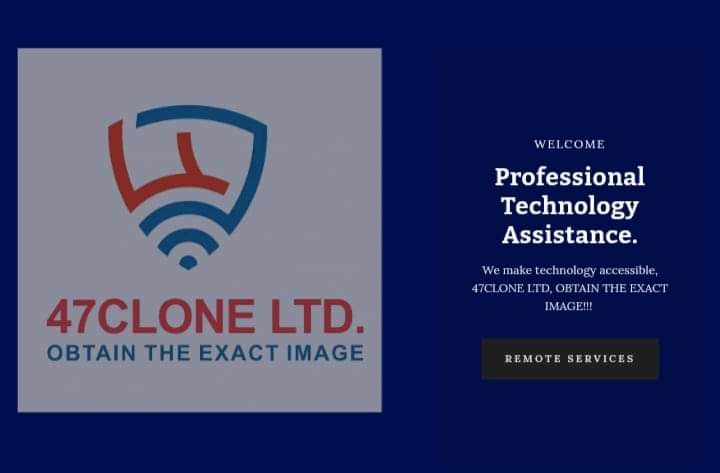 47CLONE LTD.
OBTAIN THE EXACT IMAGE
WELCOME
Professional
Technology
Assistance.
We make technology accessible,
47CLONE LTD, OBTAIN THE EXACT
IMAGE!!!
REMOTE SERVICES